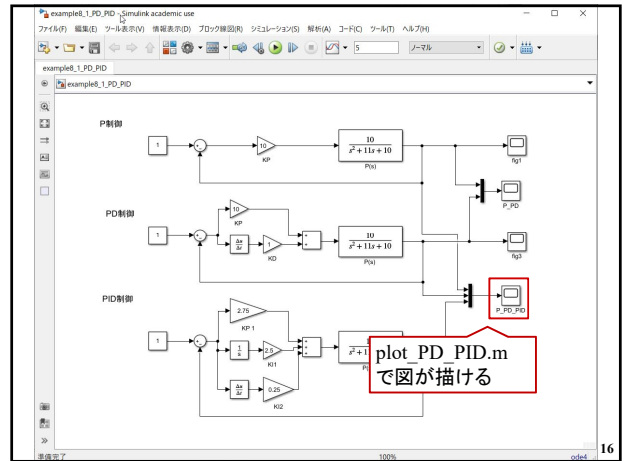 example8_1_PD_PID - Simulink academic use
ファイル(F) 編集(E) ツール表示(V) 情報表示(D) ブロック線図(R) シミュレーション(S) 解析(A) コード(C) ツール(T) ヘルプ(H)
5
ノーマル
example8_1_PD_PID
example8_1_PD_PID
P制御
1
10
KP
10
s² + 11s + 10
P(s)
fig1
P_PD
PD制御
1
10
KP
Δu
Δt
1
KD
10
s² + 11s + 10
P(s)
fig3
PID制御
1
2.75
KP 1
1
s
2.5
KI1
Δu
Δt
0.25
KI2
P_PD_PID
plot_PD_PID.m
で図が描ける
準備完了
100%
ode4
16